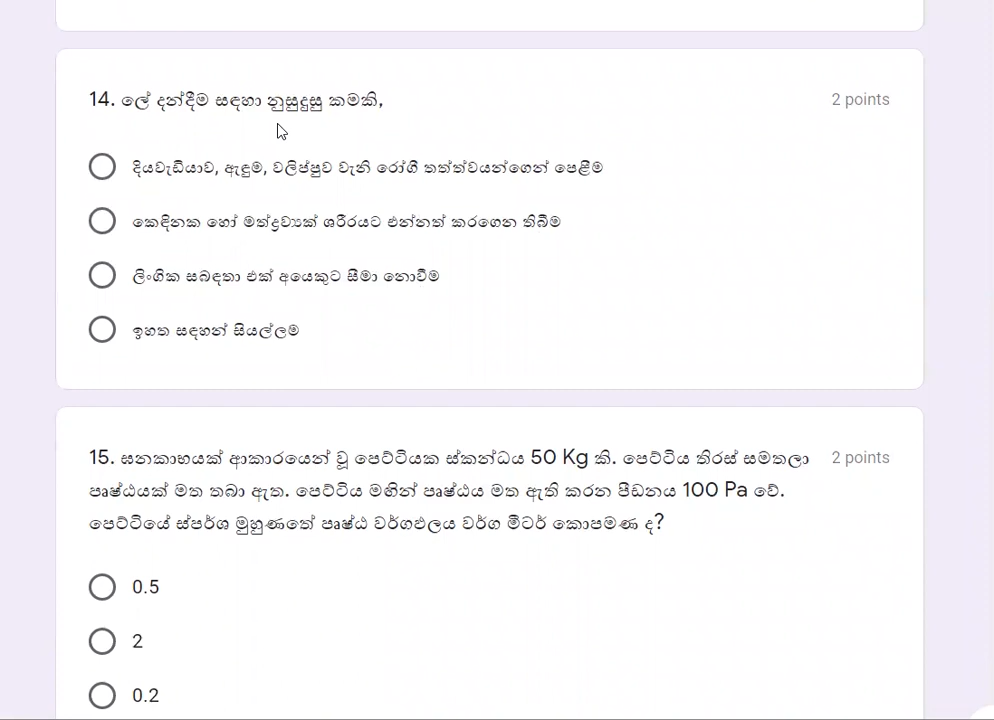 14. ලේ දන්දීම සඳහා නුසුදුසු කමකි,
2 points
දියවැඩියාව, ඇඳුම, වලිප්පුව වැනි රෝගී තත්ත්වයන්ගෙන් පෙළීම
කෙඳිනක හෝ මත්ද්‍රව්‍යක් ශරීරයට එන්නත් කරගෙන තිබීම
ලිංගික සබඳතා එක් අයෙකුට සීමා නොවීම
ඉහත සඳහන් සියල්ලම
15. ඝනකාභයක් ආකාරයෙන් වූ පෙට්ටියක ස්කන්ධය 50 Kg කි. පෙට්ටිය තිරස් සමතලා
2 points
පෘෂ්ඨයක් මත තබා ඇත. පෙට්ටිය මඟින් පෘෂ්ඨය මත ඇති කරන පීඩනය 100 Pa වේ.
පෙට්ටියේ ස්පර්ශ මුහුණතේ පෘෂ්ඨ වර්ගඵලය වර්ග මීටර් කොපමණ ද?
0.5
2
0.2